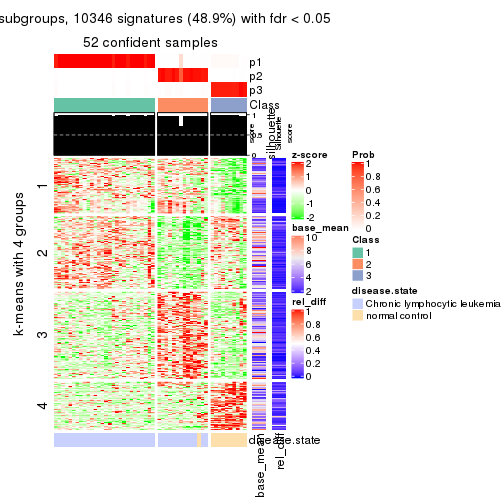 subgroups, 10346 signatures (48.9%) with fdr < 0.05
52 confident samples
p1
p2
p3
Class
1
0.5
0
silhouette
score
Silhouette
score
k-means with 4 groups
1
2
3
4
z-score
2
1
0
-1
-2
base_mean
10
8
6
4
2
rel_diff
1
0.8
0.6
0.4
0.2
0
Prob
1
0.8
0.6
0.4
0.2
0
Class
1
2
3
disease.state
Chronic lymphocytic leukemia
normal control
disease.state
base_mean
rel_diff